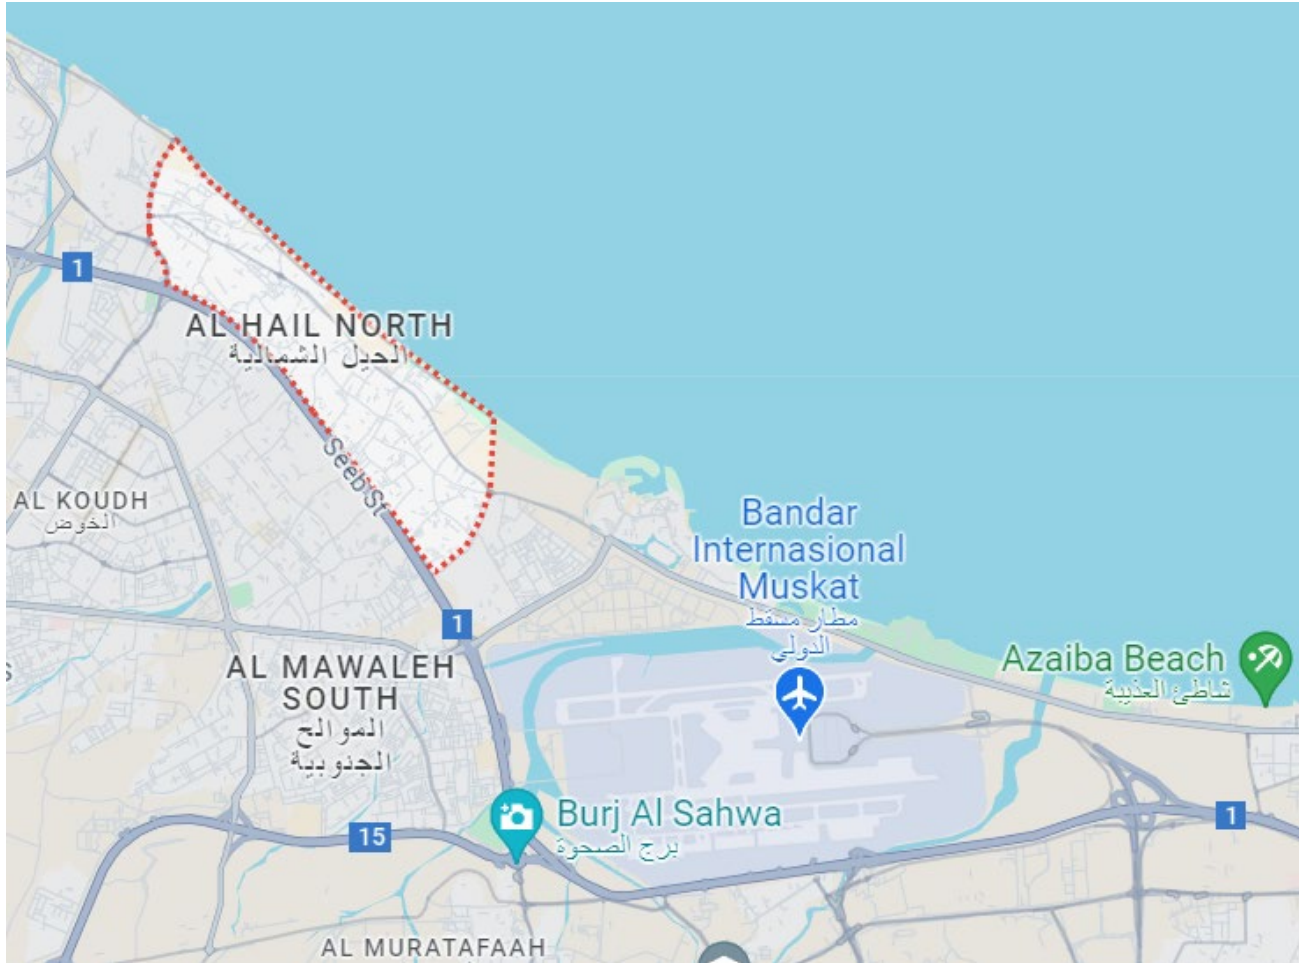 1
AL HAIL NORTH
الحيل الشمالية
Seeb St
AL KOUDH
الخوض
Bandar
Internasional
Muskat
مطار مسقط
الدولي
1
AL MAWALEH
SOUTH
الموالح
الجنوبية
Azaiba Beach
شاطئ العذيبة
15
Burj Al Sahwa
برج الصحوة
1
AL MURATAFAAH